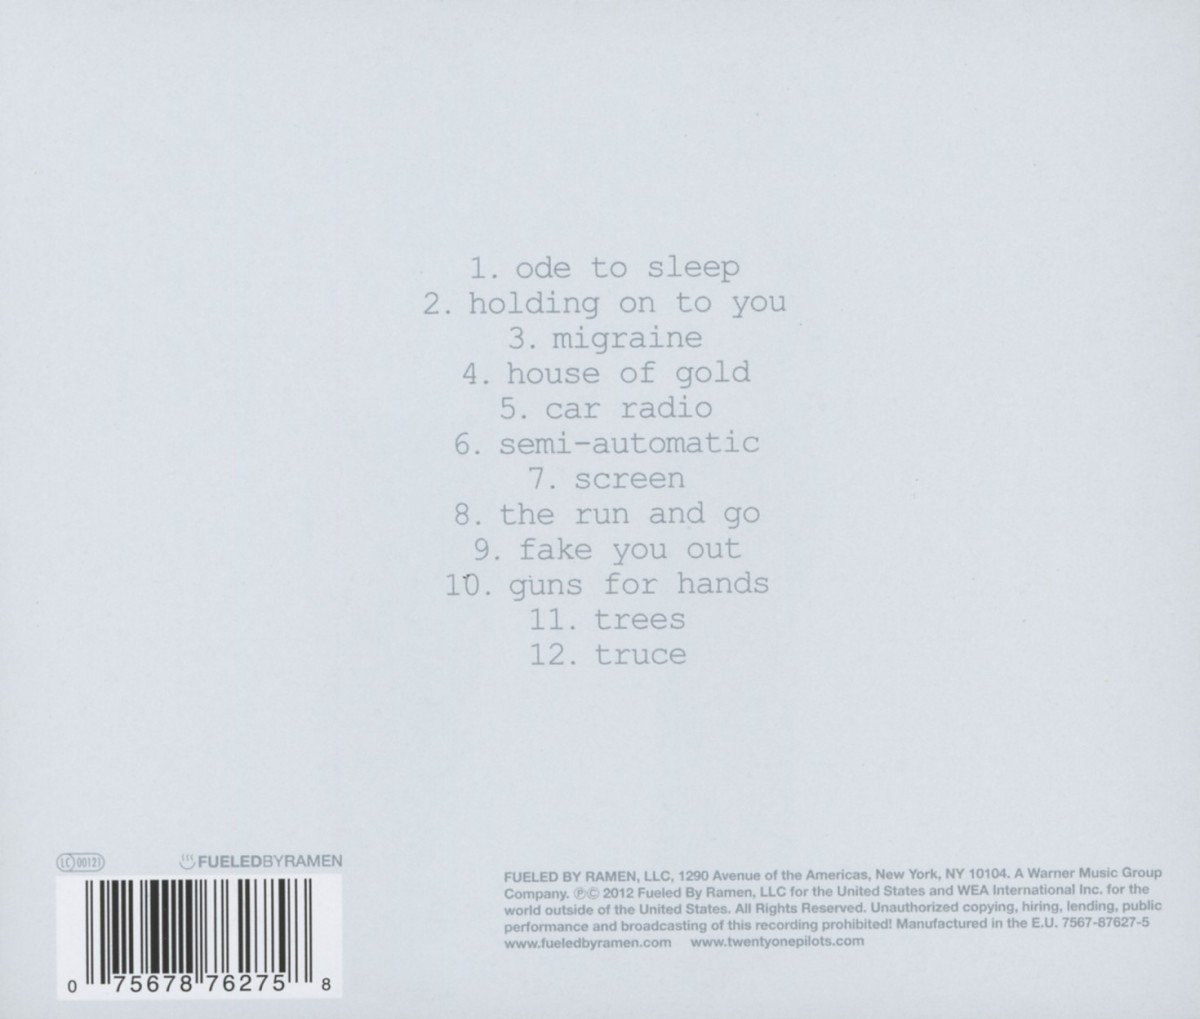 1. ode to sleep
2. holding on to you
3. migraine
4. house of gold
5. car radio
6. semi-automatic
7. screen
8. the run and go
9. fake you out
10. guns for hands
11. trees
12. truce
LC 00121
FUELEDBYRAMEN
0 75678 76275 8
FUELED BY RAMEN, LLC, 1290 Avenue of the Americas, New York, NY 10104. A Warner Music Group
Company. ℗© 2012 Fueled By Ramen, LLC for the United States and WEA International Inc. for the
world outside of the United States. All Rights Reserved. Unauthorized copying, hiring, lending, public
performance and broadcasting of this recording prohibited! Manufactured in the E.U. 7567-87627-5
www.fueledbyramen.com www.twentyonepilots.com